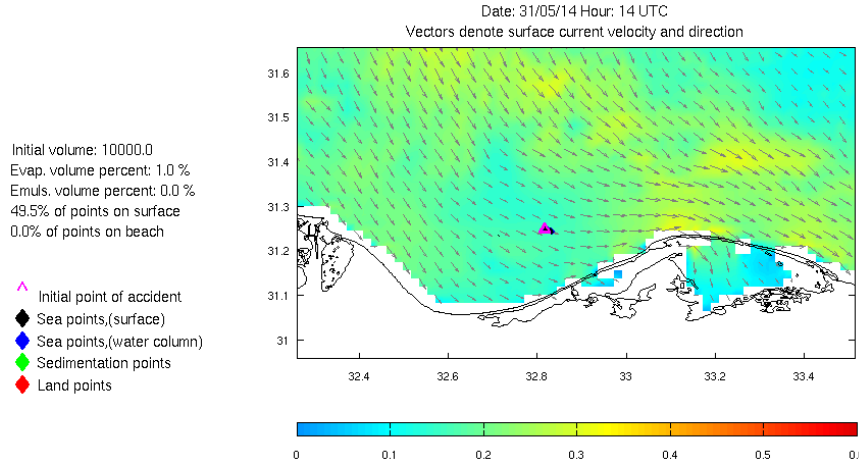 Date: 31/05/14 Hour: 14 UTC
Vectors denote surface current velocity and direction
Initial volume: 10000.0
Evap. volume percent: 1.0 %
Emuls. volume percent: 0.0 %
49.5% of points on surface
0.0% of points on beach
Initial point of accident
Sea points,(surface)
Sea points,(water column)
Sedimentation points
Land points
31.6
31.5
31.4
31.3
31.2
31.1
31
32.4 32.6 32.8 33 33.2 33.4
0 0.1 0.2 0.3 0.4 0.5